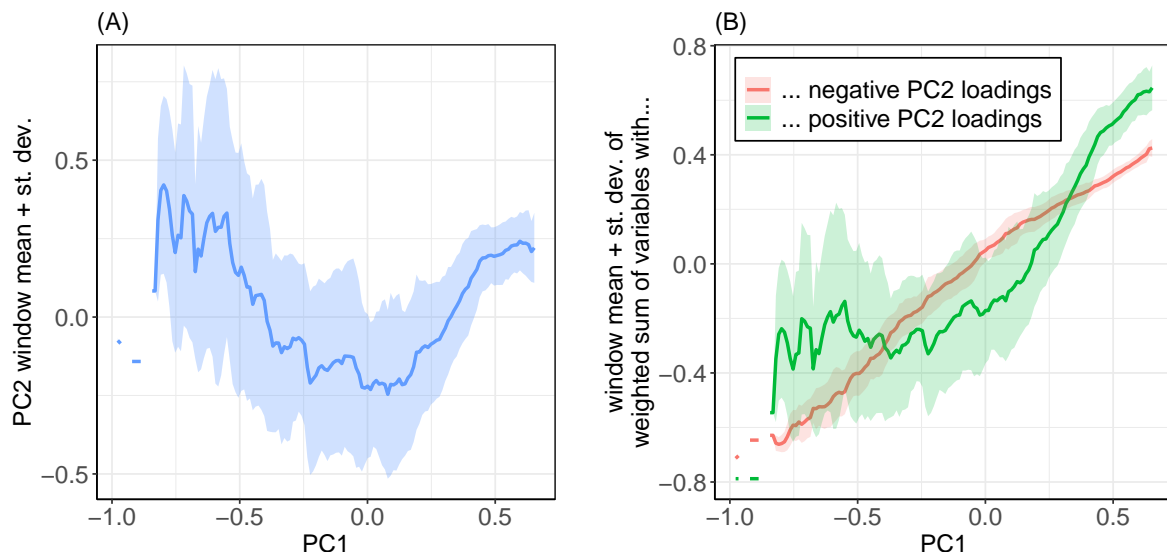 (A)
PC2 window mean + st. dev.
0.5
0.0
−0.5
−1.0 −0.5 0.0 0.5
PC1
(B)
window mean + st. dev. of
weighted sum of variables with...
0.8
0.4
0.0
−0.4
−0.8
... negative PC2 loadings
... positive PC2 loadings
−1.0 −0.5 0.0 0.5
PC1